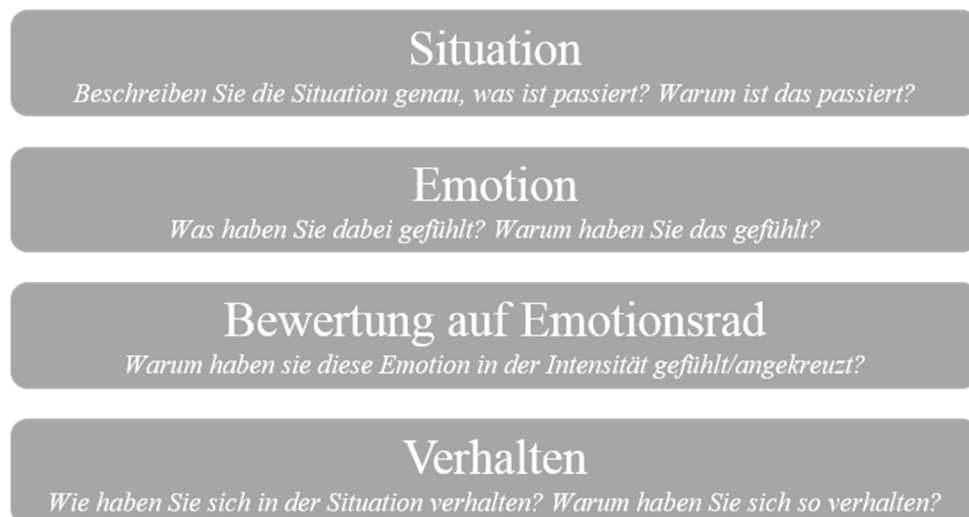 Situation
Beschreiben Sie die Situation genau, was ist passiert? Warum ist das passiert?
Emotion
Was haben Sie dabei gefühlt? Warum haben Sie das gefühlt?
Bewertung auf Emotionsrad
Warum haben sie diese Emotion in der Intensität gefühlt/angekreuzt?
Verhalten
Wie haben Sie sich in der Situation verhalten? Warum haben Sie sich so verhalten?